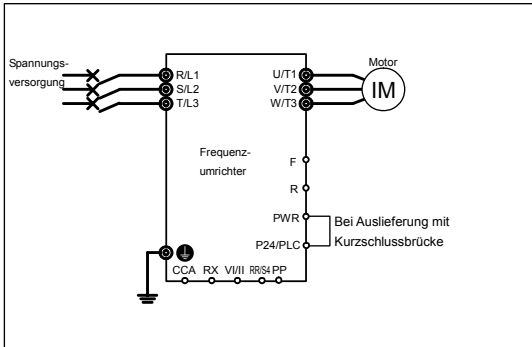 Spannungs-
versorgung
R/L1
S/L2
T/L3
U/T1
V/T2
W/T3
Motor
IM
Frequenz-
umrichter
F
R
PWR
P24/PLC
Bei Auslieferung mit
Kurzschlussbrücke
CCA RX VI/II RR/S4 PP